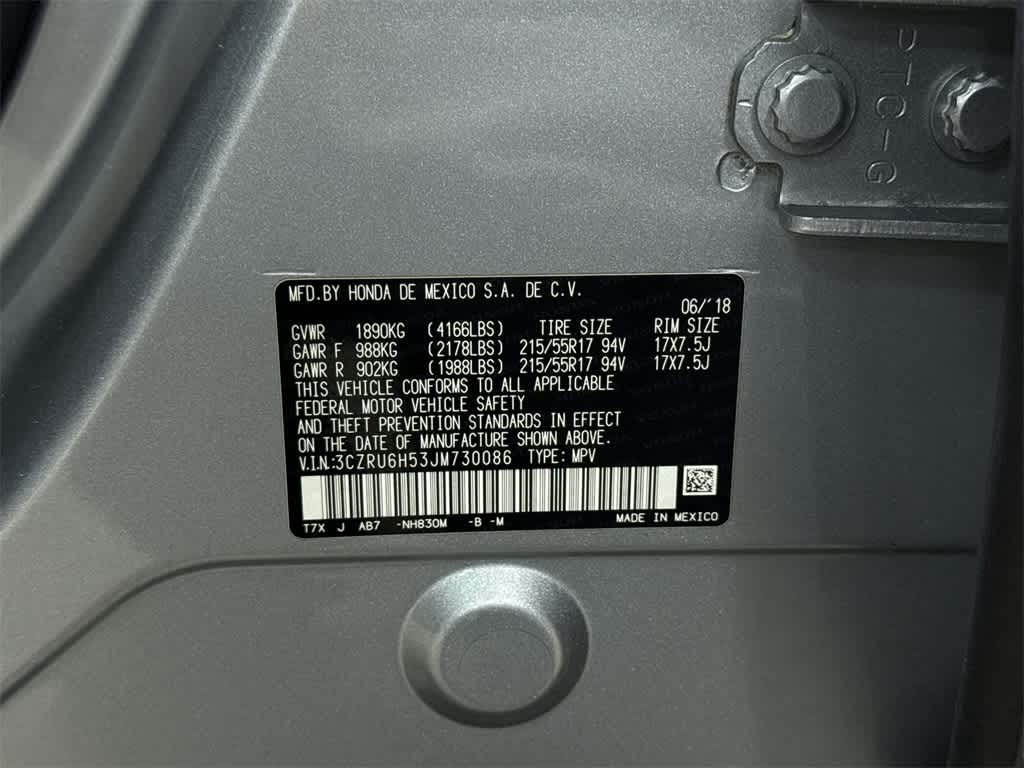 PTC-G
MFD.BY HONDA DE MEXICO S.A. DE C.V.
06/'18
GVWR 1890KG (4166LBS) TIRE SIZE RIM SIZE
GAWR F 988KG (2178LBS) 215/55R17 94V 17X7.5J
GAWR R 902KG (1988LBS) 215/55R17 94V 17X7.5J
THIS VEHICLE CONFORMS TO ALL APPLICABLE
FEDERAL MOTOR VEHICLE SAFETY
AND THEFT PREVENTION STANDARDS IN EFFECT
ON THE DATE OF MANUFACTURE SHOWN ABOVE.
V.I.N.:3CZRU6H53JM730086 TYPE: MPV
T7X J AB7 -NH830M -B -M MADE IN MEXICO